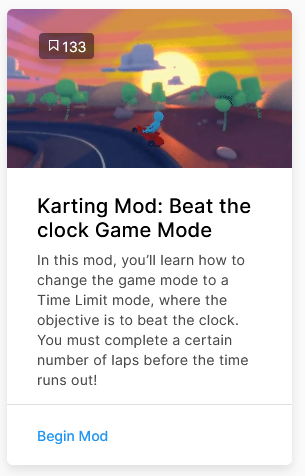 133
Karting Mod: Beat the
clock Game Mode
In this mod, you’ll learn how to
change the game mode to a
Time Limit mode, where the
objective is to beat the clock.
You must complete a certain
number of laps before the time
runs out!
Begin Mod